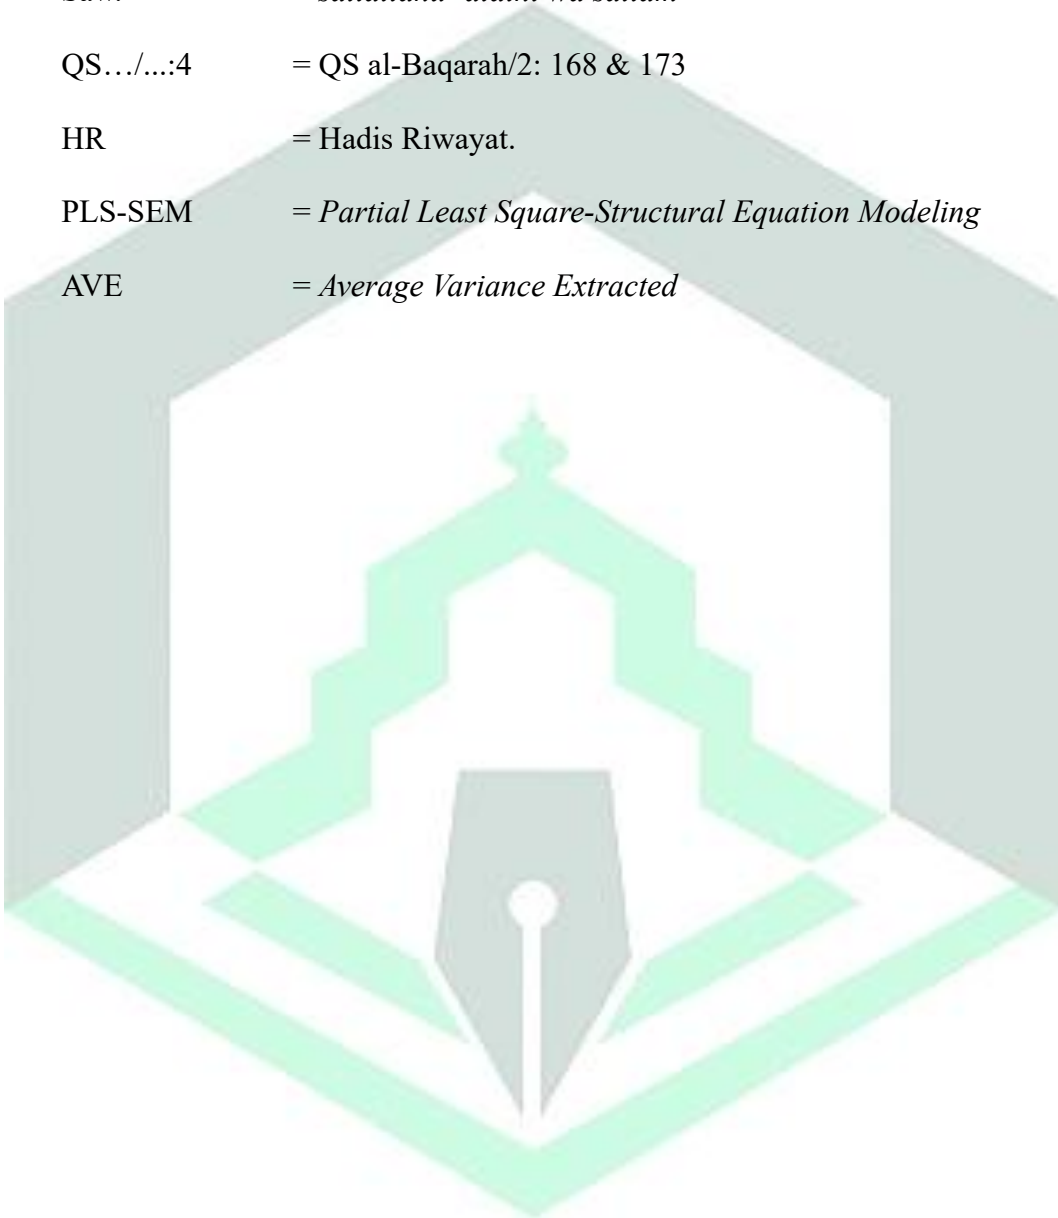 QS…/...:4 = QS al-Baqarah/2: 168 & 173
HR = Hadis Riwayat.
PLS-SEM = Partial Least Square-Structural Equation Modeling
AVE = Average Variance Extracted